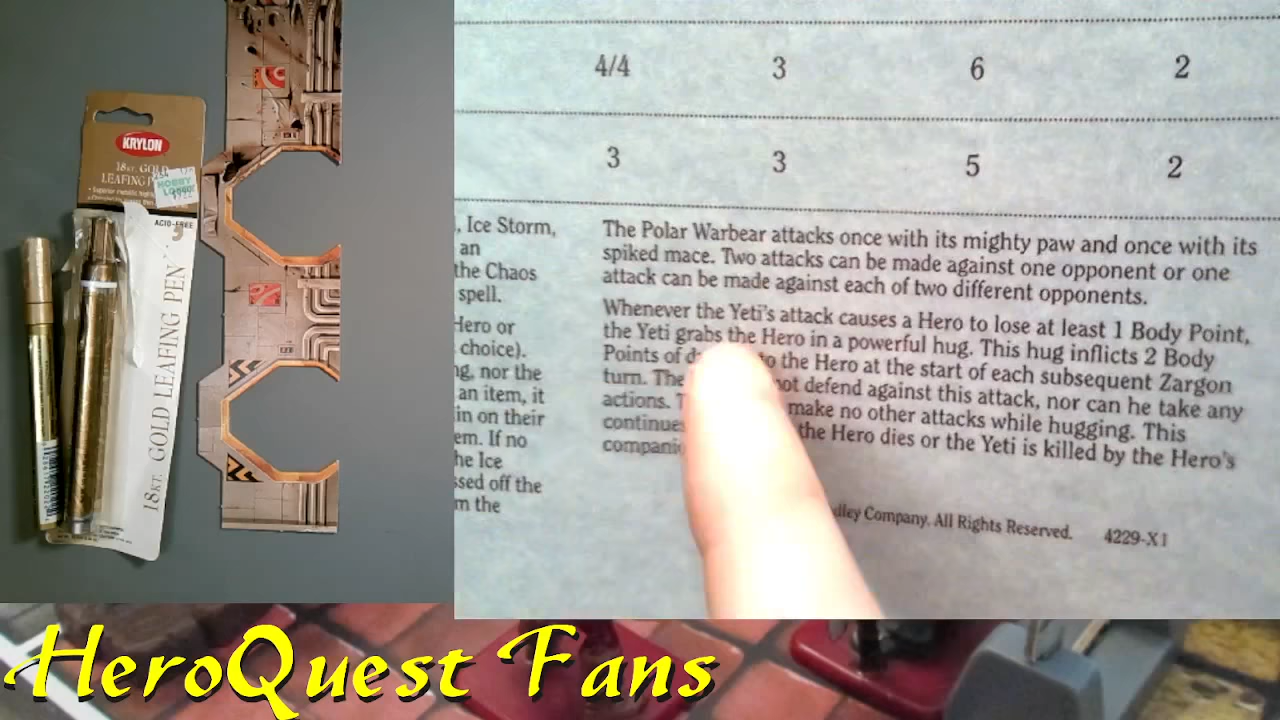 KRYLON
18 KT. GOLD
LEAFING P
HOBBY
ACID-FREE
18 KT. GOLD LEAFING PEN
4/4 3 6 2
3 3 5 2
, Ice Storm,
an
the Chaos
spell.
Hero or
choice).
ng, nor the
an item, it
in on their
em. If no
he Ice
ssed off the
m the
The Polar Warbear attacks once with its mighty paw and once with its
spiked mace. Two attacks can be made against one opponent or one
attack can be made against each of two different opponents.
Whenever the Yeti's attack causes a Hero to lose at least 1 Body Point,
the Yeti grabs the Hero in a powerful hug. This hug inflicts 2 Body
Points of to the Hero at the start of each subsequent Zargon
turn. The not defend against this attack, nor can he take any
actions. make no other attacks while hugging. This
continues the Hero dies or the Yeti is killed by the Hero's
compani
dley Company. All Rights Reserved. 4229-X1
HeroQuest Fans